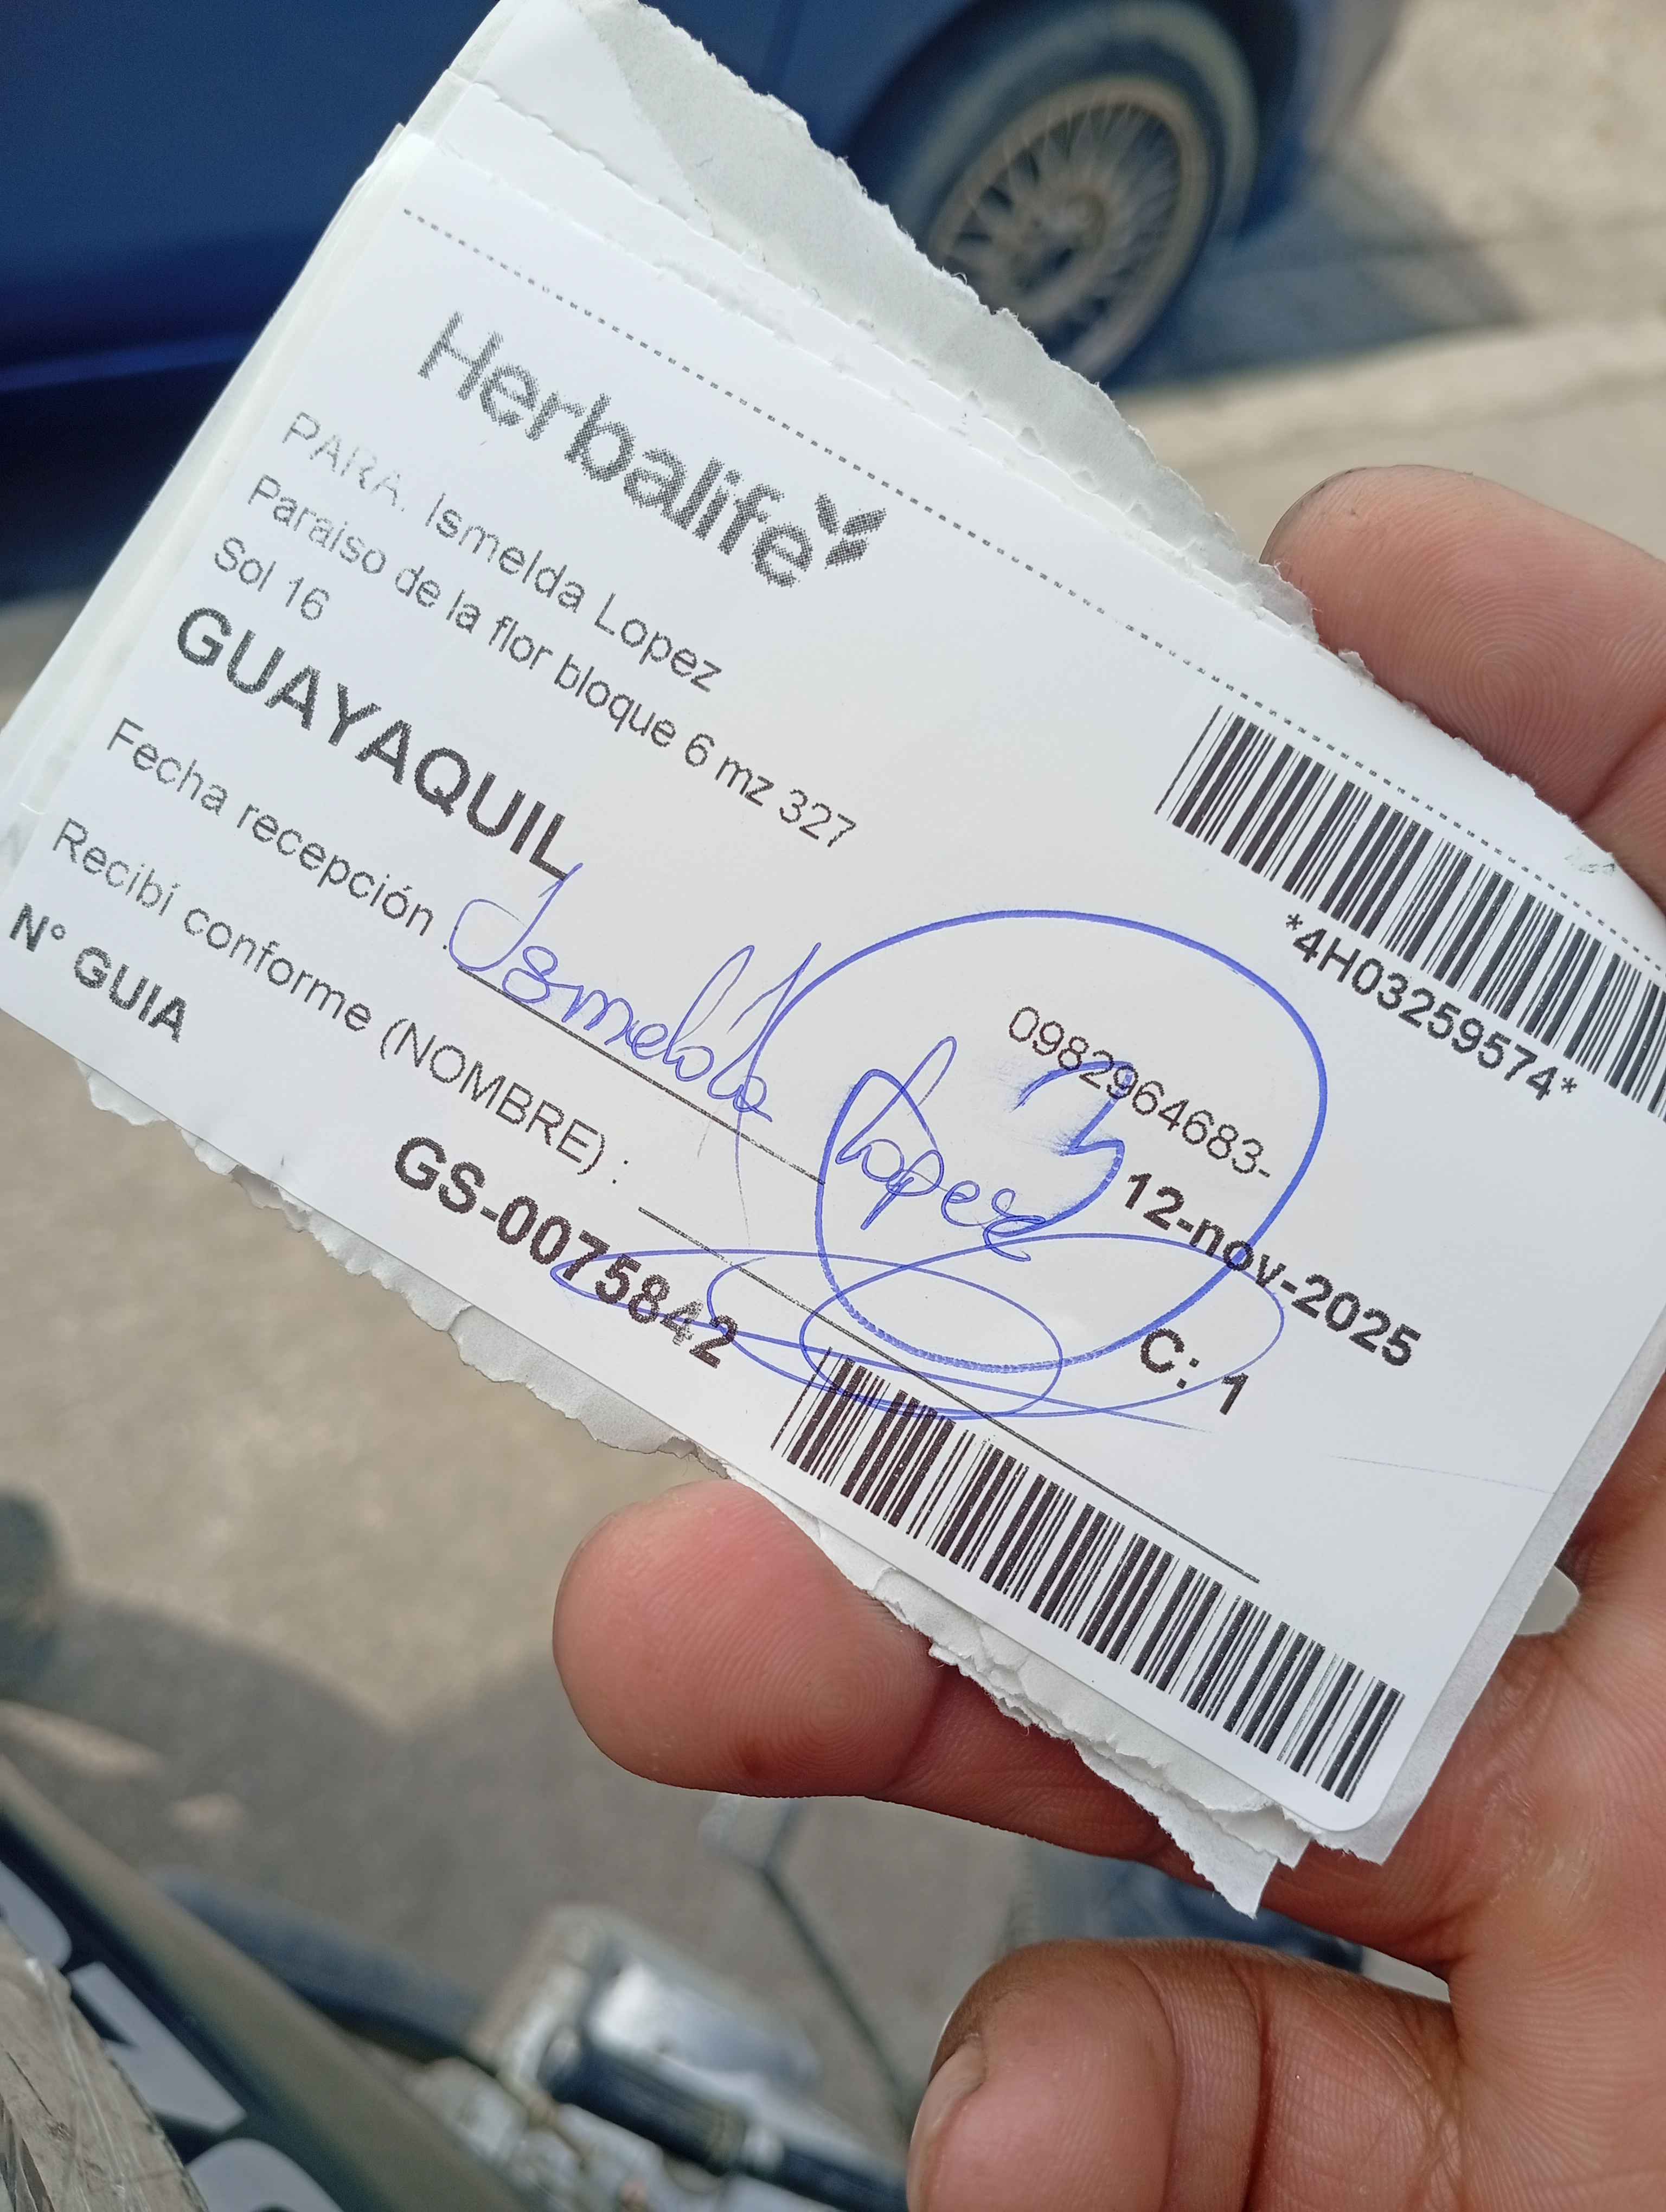 Herbalife
PARA. Ismelda Lopez
Paraiso de la flor bloque 6 mz 327
Sol 16
GUAYAQUIL
*4H03259574*
0982964683-
Fecha recepción :
Ismelda Lopez
3
12-nov-2025
Recibí conforme (NOMBRE) :
C: 1
N° GUIA
GS-0075842